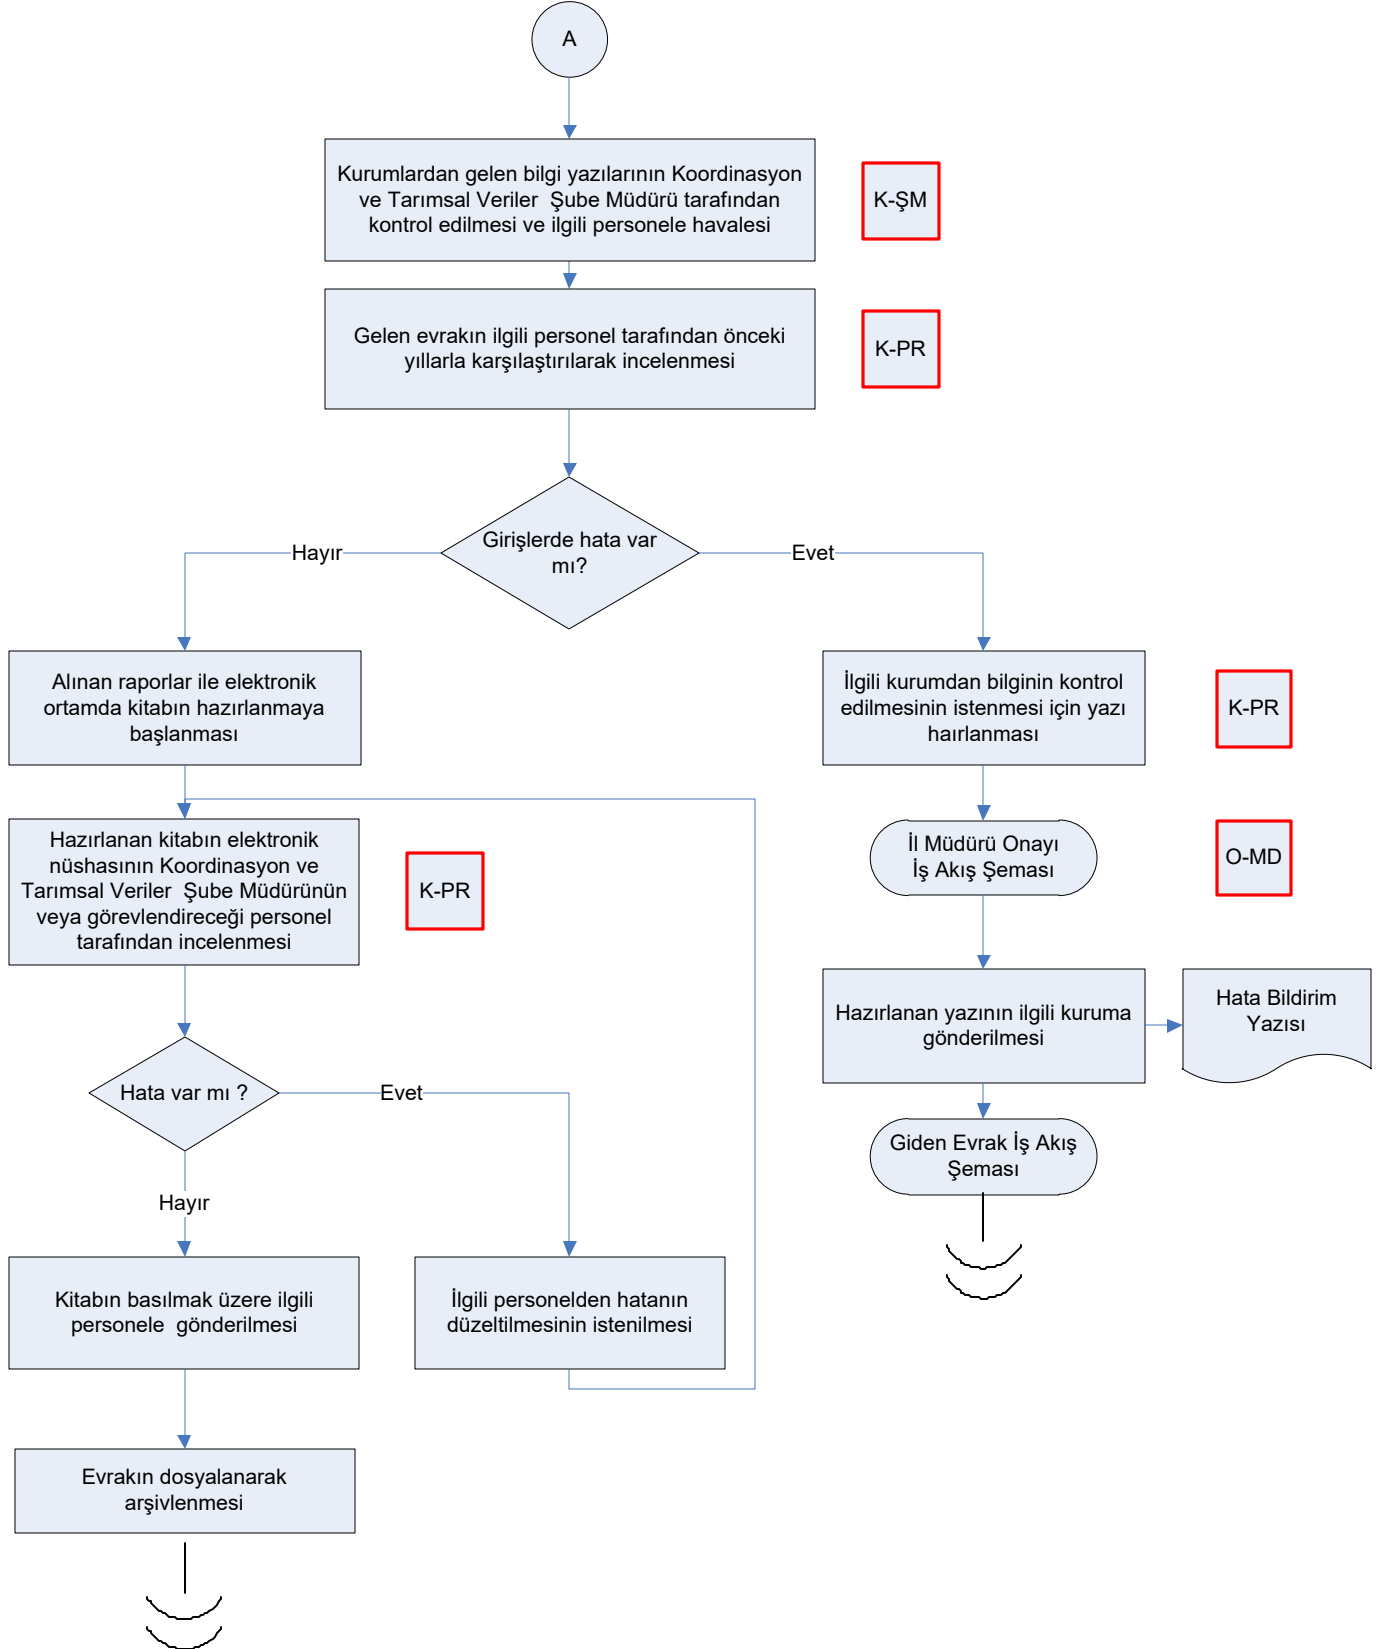 A
Kurumlardan gelen bilgi yazılarının Koordinasyon
ve Tarımsal Veriler  Şube Müdürü tarafından
kontrol edilmesi ve ilgili personele havalesi
K-ŞM
Gelen evrakın ilgili personel tarafından önceki
yıllarla karşılaştırılarak incelenmesi
K-PR
Girişlerde hata var
mı?
Hayır
Evet
Alınan raporlar ile elektronik
ortamda kitabın hazırlanmaya
başlanması
İlgili kurumdan bilginin kontrol
edilmesinin istenmesi için yazı
haırlanması
K-PR
Hazırlanan kitabın elektronik
nüshasının Koordinasyon ve
Tarımsal Veriler  Şube Müdürünün
veya görevlendireceği personel
tarafından incelenmesi
K-PR
İl Müdürü Onayı
İş Akış Şeması
O-MD
Hazırlanan yazının ilgili kuruma
gönderilmesi
Hata Bildirim
Yazısı
Hata var mı ?
Evet
Hayır
Giden Evrak İş Akış
Şeması
Kitabın basılmak üzere ilgili
personele  gönderilmesi
İlgili personelden hatanın
düzeltilmesinin istenilmesi
Evrakın dosyalanarak
arşivlenmesi